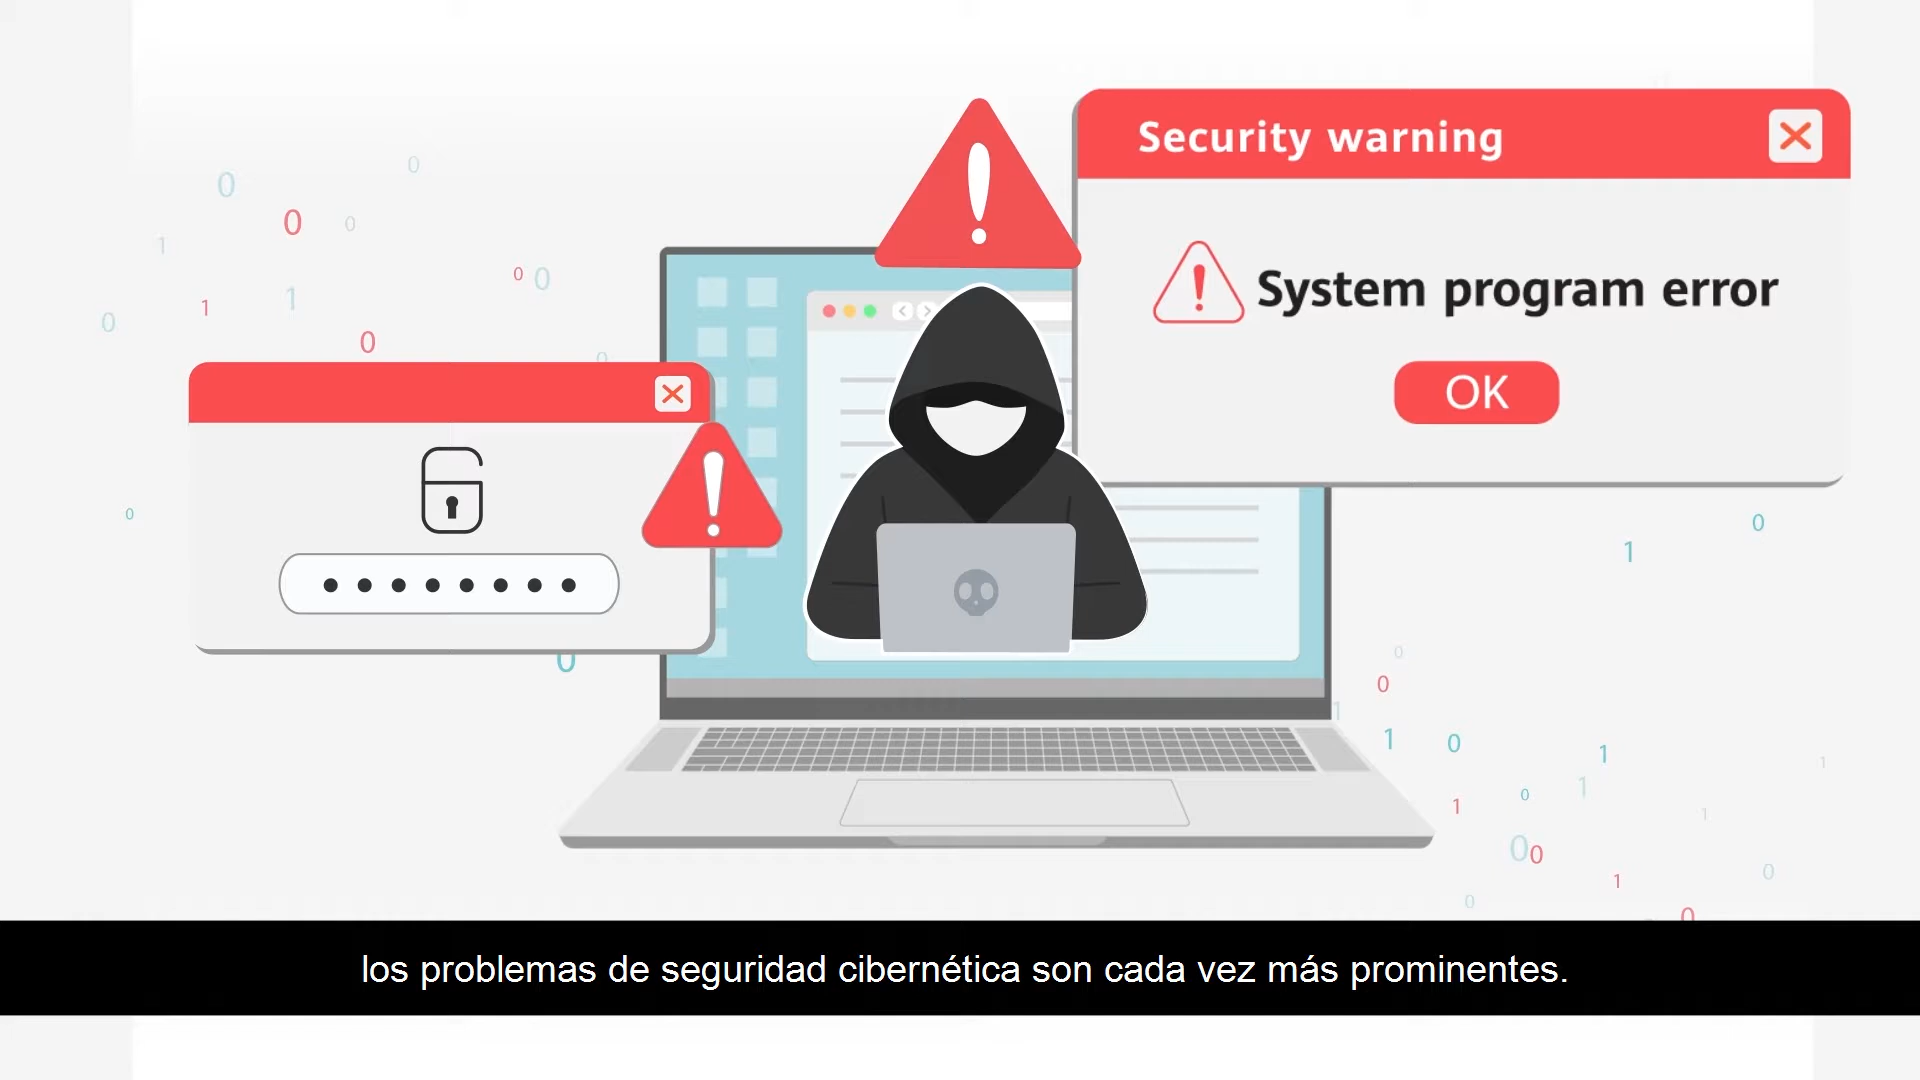 Security warning
System program error
OK
los problemas de seguridad cibernética son cada vez más prominentes.